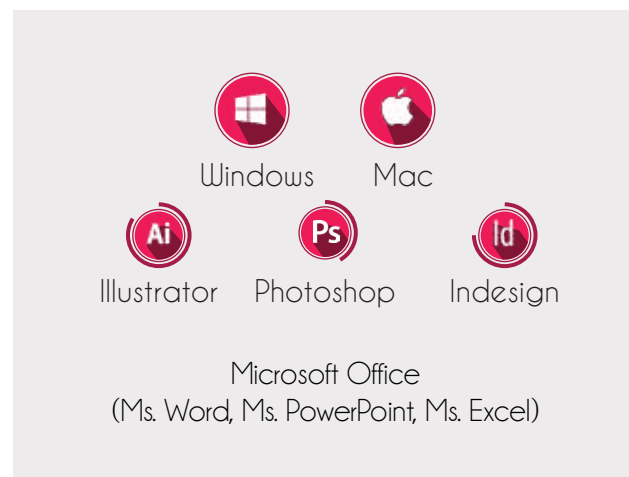 Windows Mac
Ai Ps Id
Illustrator Photoshop Indesign
Microsoft Office
(Ms. Word, Ms. PowerPoint, Ms. Excel)